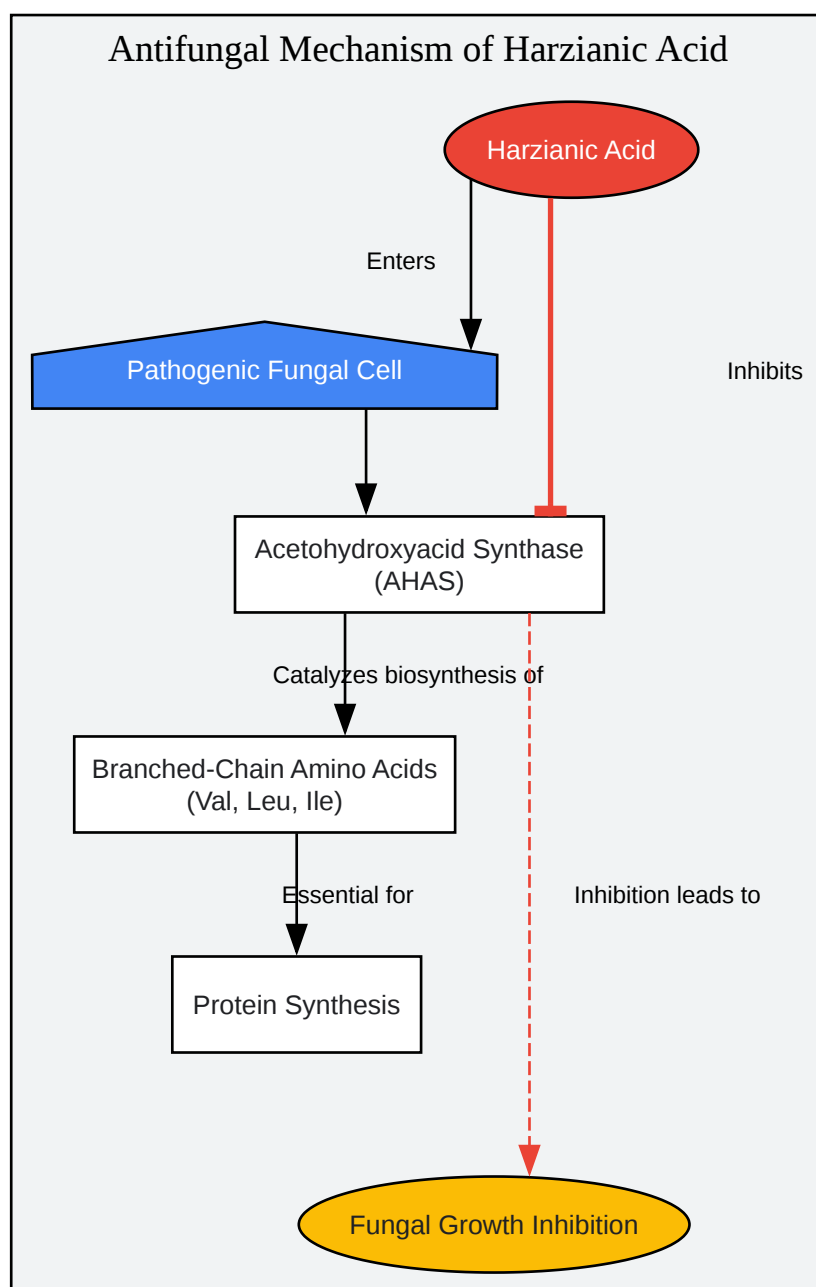 Antifungal Mechanism of Harzianic Acid
Harzianic Acid
Enters
Pathogenic Fungal Cell
Inhibits
Acetohydroxyacid Synthase
(AHAS)
Catalyzes biosynthesis of
Branched-Chain Amino Acids
(Val, Leu, Ile)
Essential for
Inhibition leads to
Protein Synthesis
Fungal Growth Inhibition